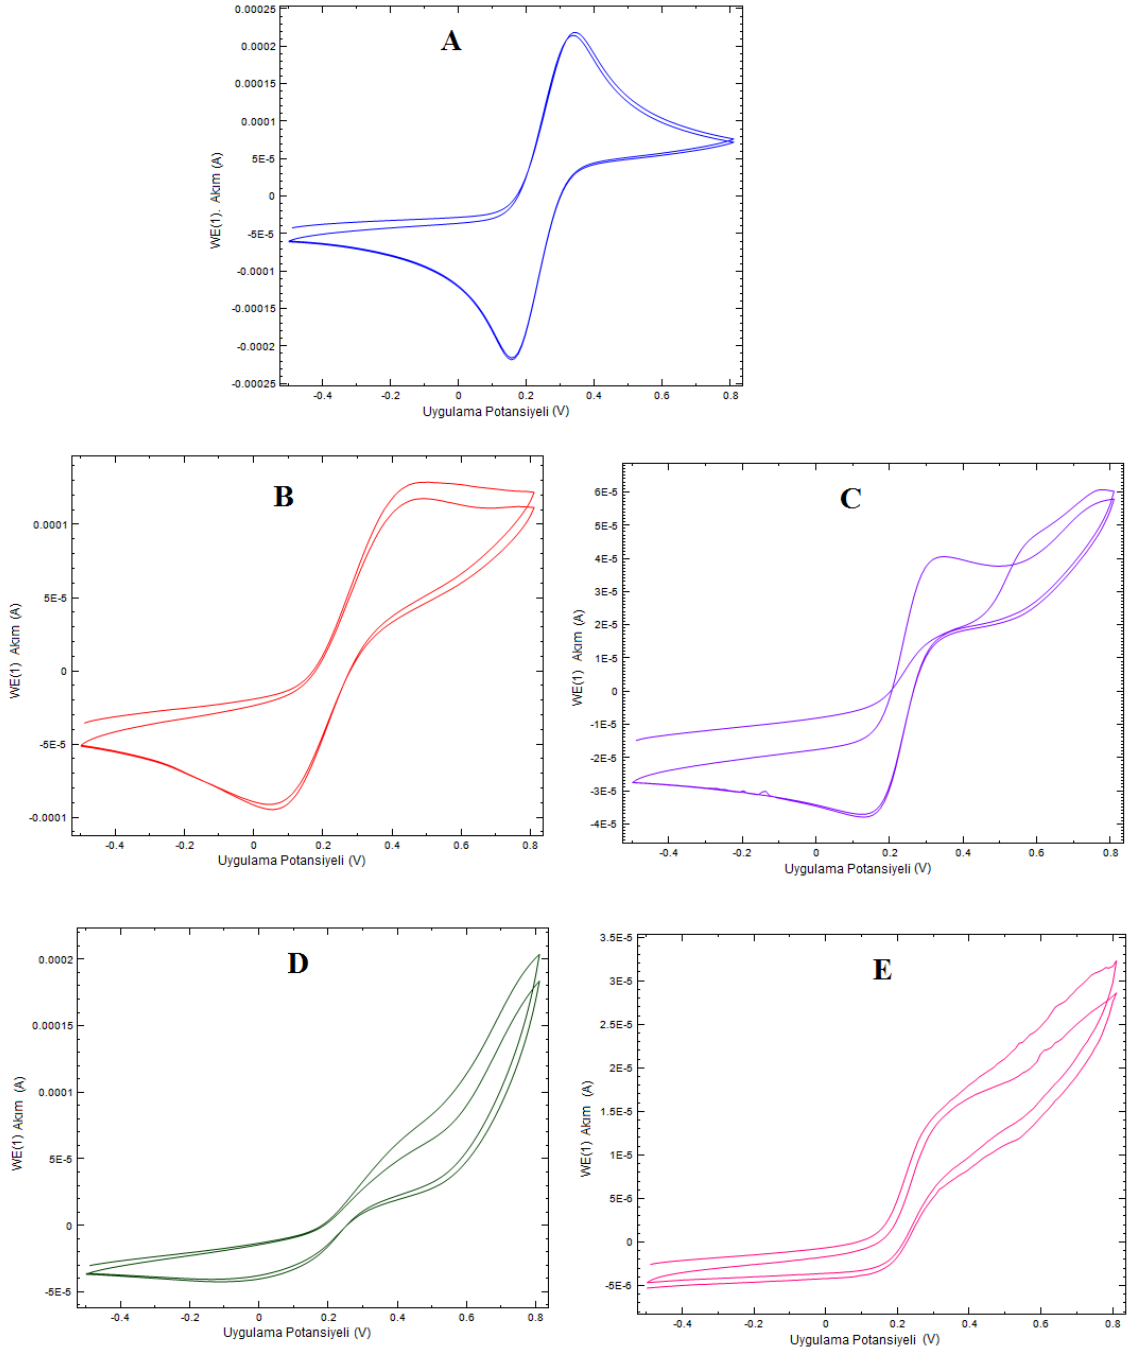 A
0.00025
0.0002
0.00015
0.0001
5E-5
0
-5E-5
-0.0001
-0.00015
-0.0002
-0.00025
WE(1). Akım (A)
-0.4 -0.2 0 0.2 0.4 0.6 0.8
Uygulama Potansiyeli (V)
B
0.0001
5E-5
0
-5E-5
-0.0001
WE(1) Akım (A)
-0.4 -0.2 0 0.2 0.4 0.6 0.8
Uygulama Potansiyeli (V)
C
6E-5
5E-5
4E-5
3E-5
2E-5
1E-5
0
-1E-5
-2E-5
-3E-5
-4E-5
WE(1) Akım (A)
-0.4 -0.2 0 0.2 0.4 0.6 0.8
Uygulama Potansiyeli (V)
D
0.0002
0.00015
0.0001
5E-5
0
-5E-5
WE(1) Akım (A)
-0.4 -0.2 0 0.2 0.4 0.6 0.8
Uygulama Potansiyeli (V)
E
3.5E-5
3E-5
2.5E-5
2E-5
1.5E-5
1E-5
5E-6
0
-5E-6
WE(1) Akım (A)
-0.4 -0.2 0 0.2 0.4 0.6 0.8
Uygulama Potansiyeli (V)